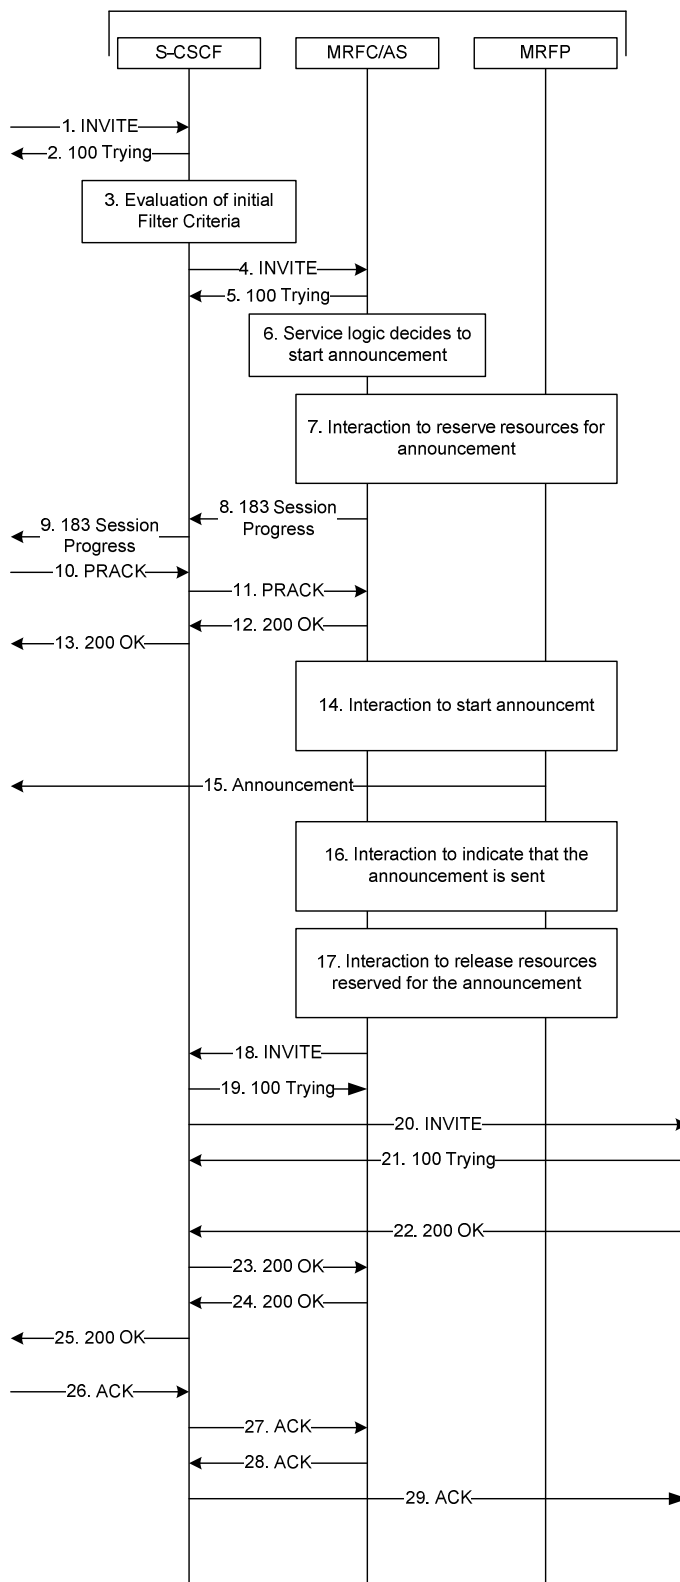 S-CSCF
MRFC/AS
MRFP
1. INVITE
2. 100 Trying
3. Evaluation of initial
Filter Criteria
4. INVITE
5. 100 Trying
6. Service logic decides to
start announcement
7. Interaction to reserve resources for
announcement
8. 183 Session
Progress
9. 183 Session
Progress
10. PRACK
11. PRACK
12. 200 OK
13. 200 OK
14. Interaction to start announcemt
15. Announcement
16. Interaction to indicate that the
announcement is sent
17. Interaction to release resources
reserved for the announcement
18. INVITE
19. 100 Trying
20. INVITE
21. 100 Trying
22. 200 OK
23. 200 OK
24. 200 OK
25. 200 OK
26. ACK
27. ACK
28. ACK
29. ACK